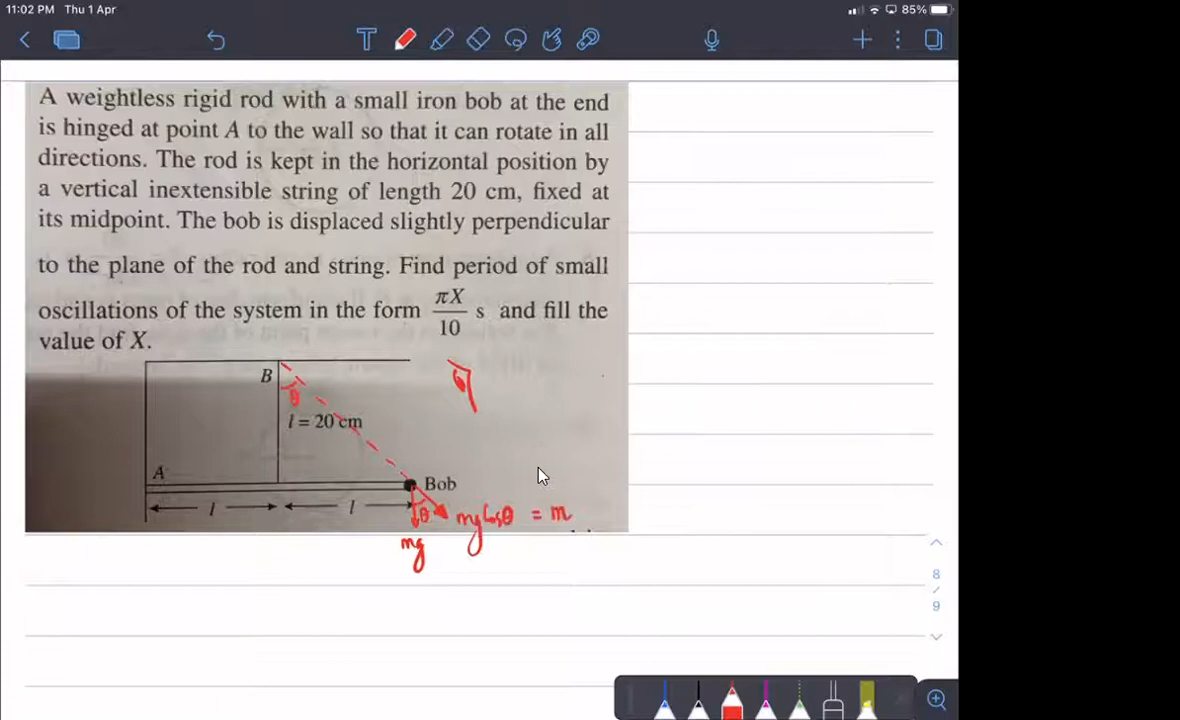 11:02 PM Thu 1 Apr
85%
T
A weightless rigid rod with a small iron bob at the end
is hinged at point A to the wall so that it can rotate in all
directions. The rod is kept in the horizontal position by
a vertical inextensible string of length 20 cm, fixed at
its midpoint. The bob is displaced slightly perpendicular
to the plane of the rod and string. Find period of small
oscillations of the system in the form πX/10 s and fill the
value of X.
B
θ
l = 20 cm
A
Bob
l
l
θ
mg cosθ = m
mg
8
/
9